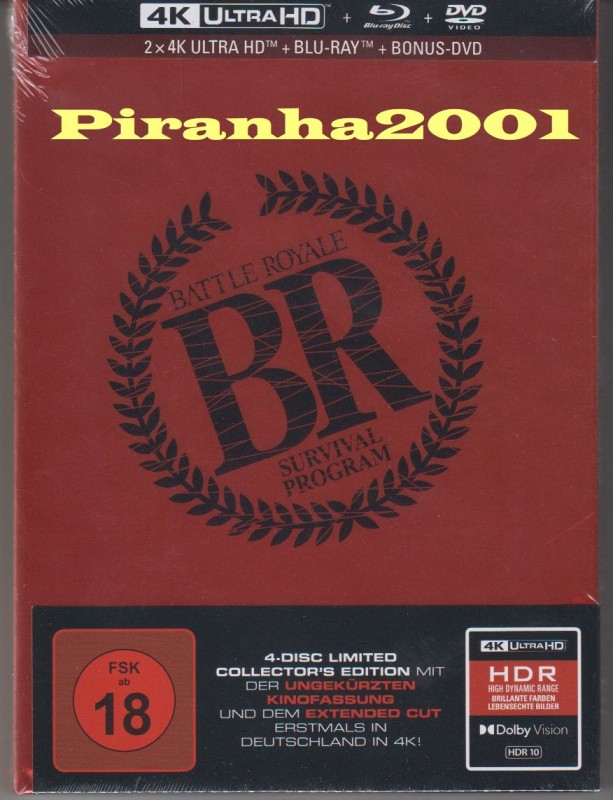 4K ULTRA HD™ + Blu-ray Disc + DVD VIDEO
2 x 4K ULTRA HD™ + BLU-RAY™ + BONUS-DVD
Piranha2001
BATTLE ROYALE
BR
SURVIVAL
PROGRAM
FSK
ab
18
4-DISC LIMITED
COLLECTOR'S EDITION MIT
DER UNGEKÜRZTEN
KINOFASSUNG
UND DEM EXTENDED CUT
ERSTMALS IN
DEUTSCHLAND IN 4K!
4K ULTRA HD
HDR
HIGH DYNAMIC RANGE
BRILLANTE FARBEN
LEBENSECHTE BILDER
Dolby Vision
HDR 10